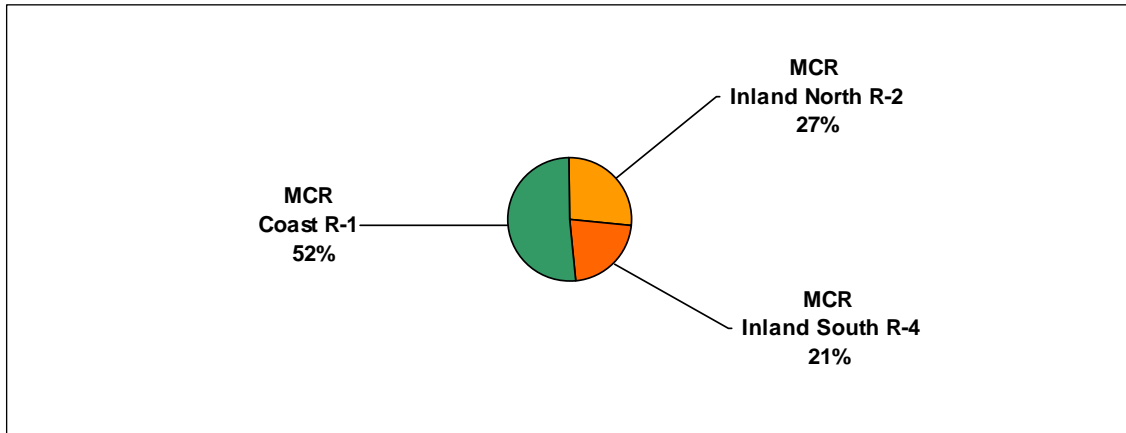 MCR
Inland North R-2
27%
MCR
Coast R-1
52%
MCR
Inland South R-4
21%